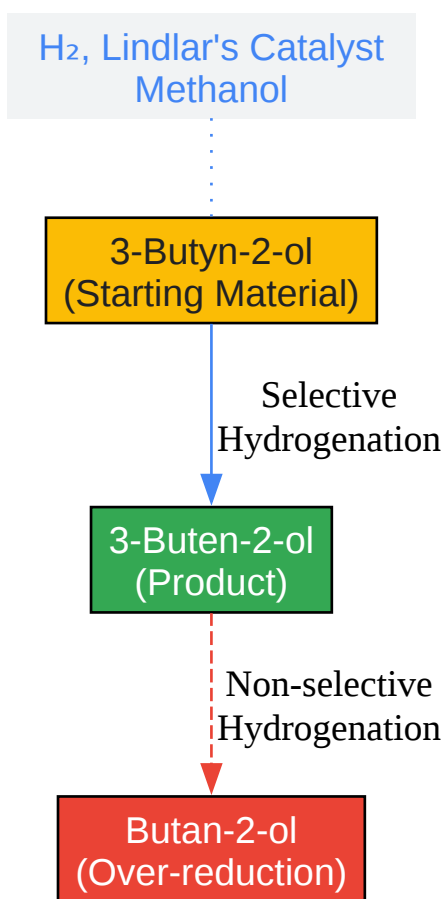 H₂, Lindlar's Catalyst
Methanol
3-Butyn-2-ol
(Starting Material)
Selective
Hydrogenation
3-Buten-2-ol
(Product)
Non-selective
Hydrogenation
Butan-2-ol
(Over-reduction)